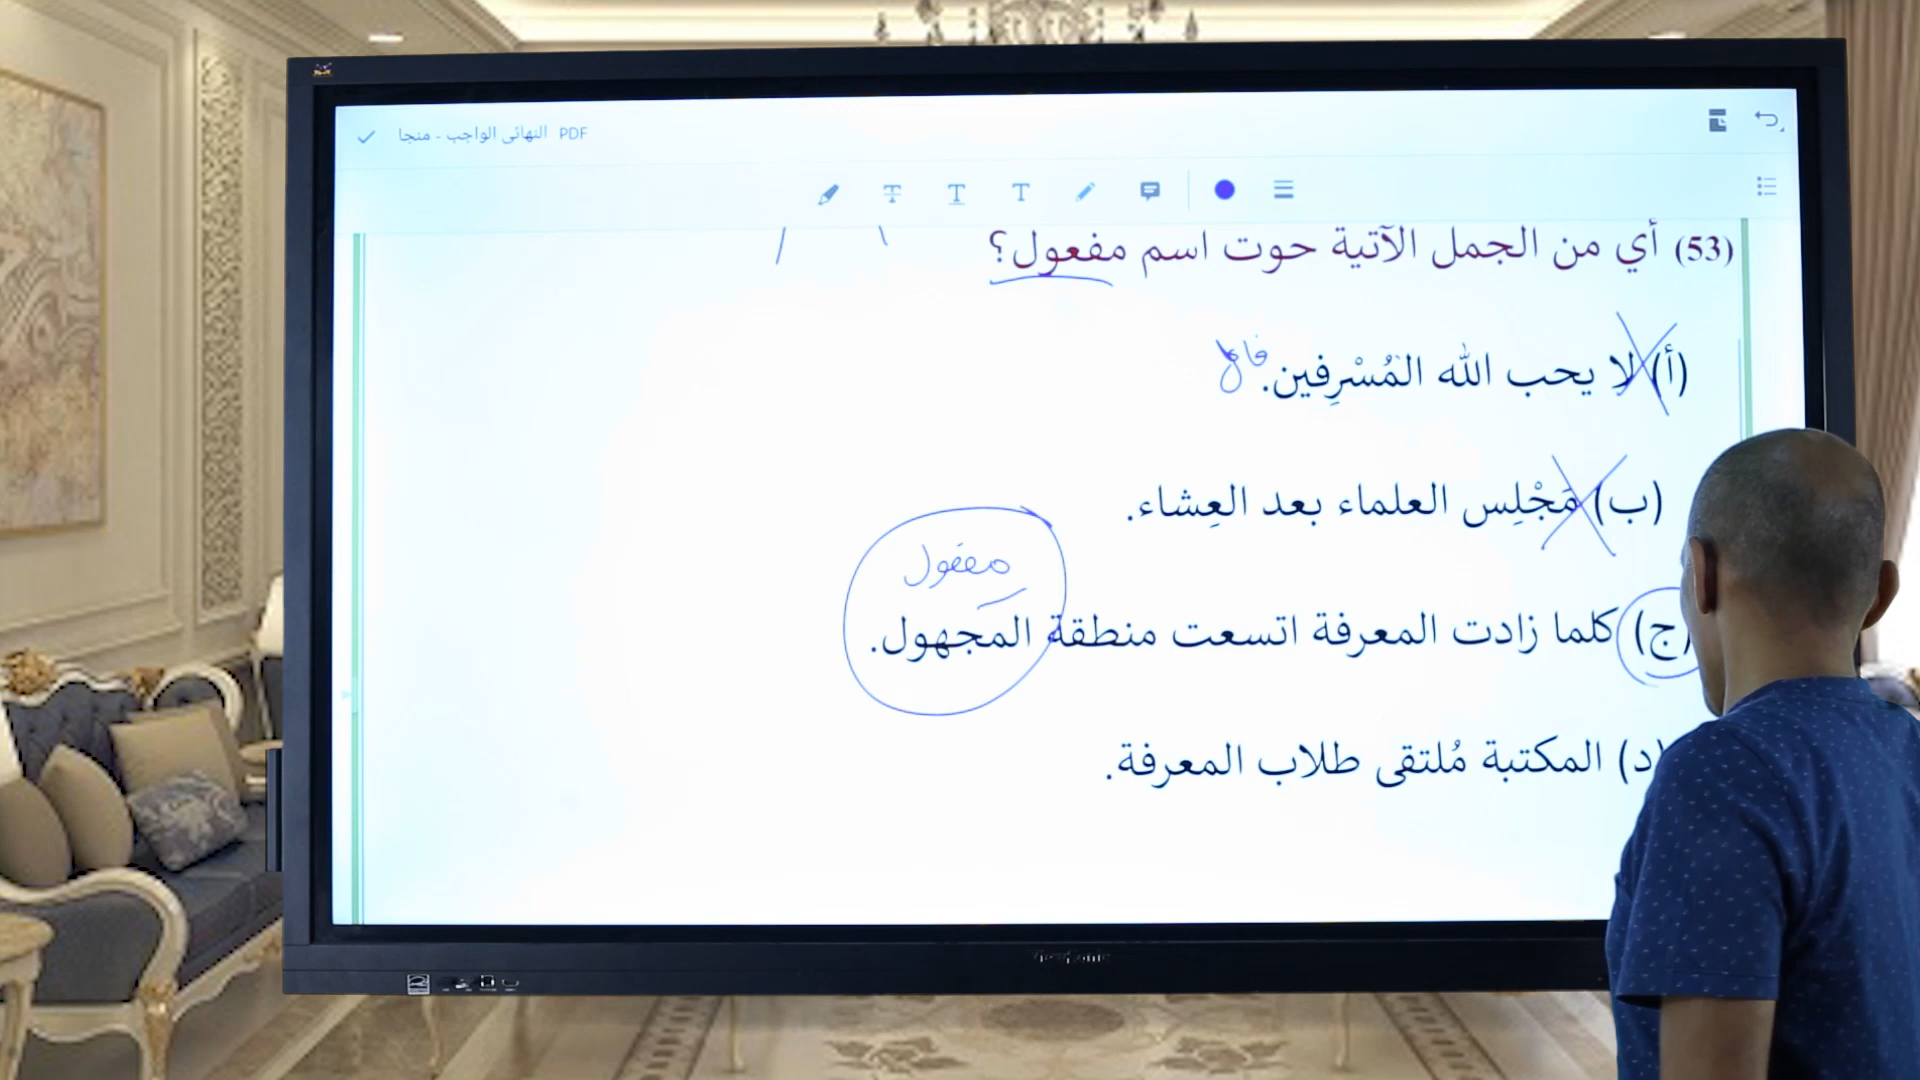 النهائي الواجب - منجا PDF
(53) أي من الجمل الآتية حوت اسم مفعول؟
(أ) لا يحب الله المُسْرِفين.
(ب) مَجْلِس العلماء بعد العِشاء.
مفعول
(ج) كلما زادت المعرفة اتسعت منطقة المجهول.
(د) المكتبة مُلتقى طلاب المعرفة.
ViewSonic